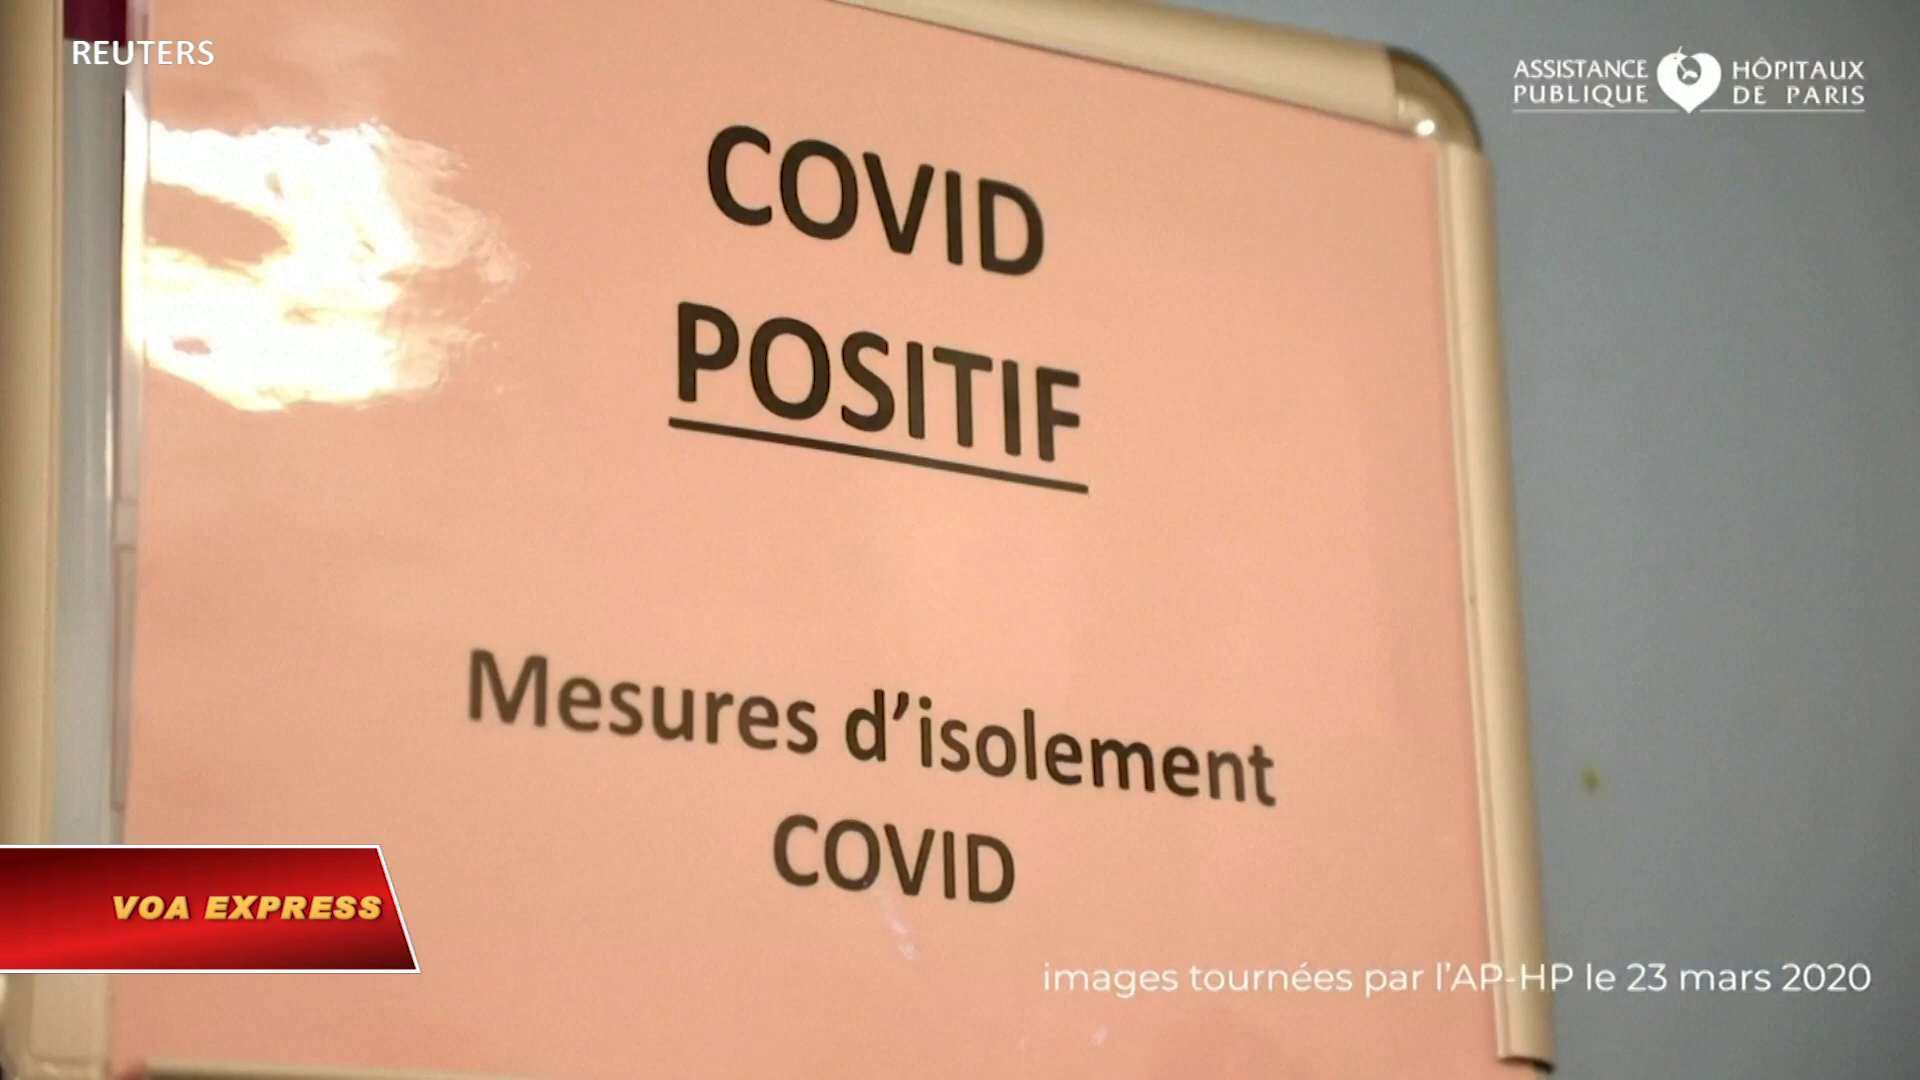 REUTERS
ASSISTANCE PUBLIQUE
HÔPITAUX DE PARIS
COVID
POSITIF
Mesures d’isolement
COVID
VOA EXPRESS
images tournées par l’AP-HP le 23 mars 2020